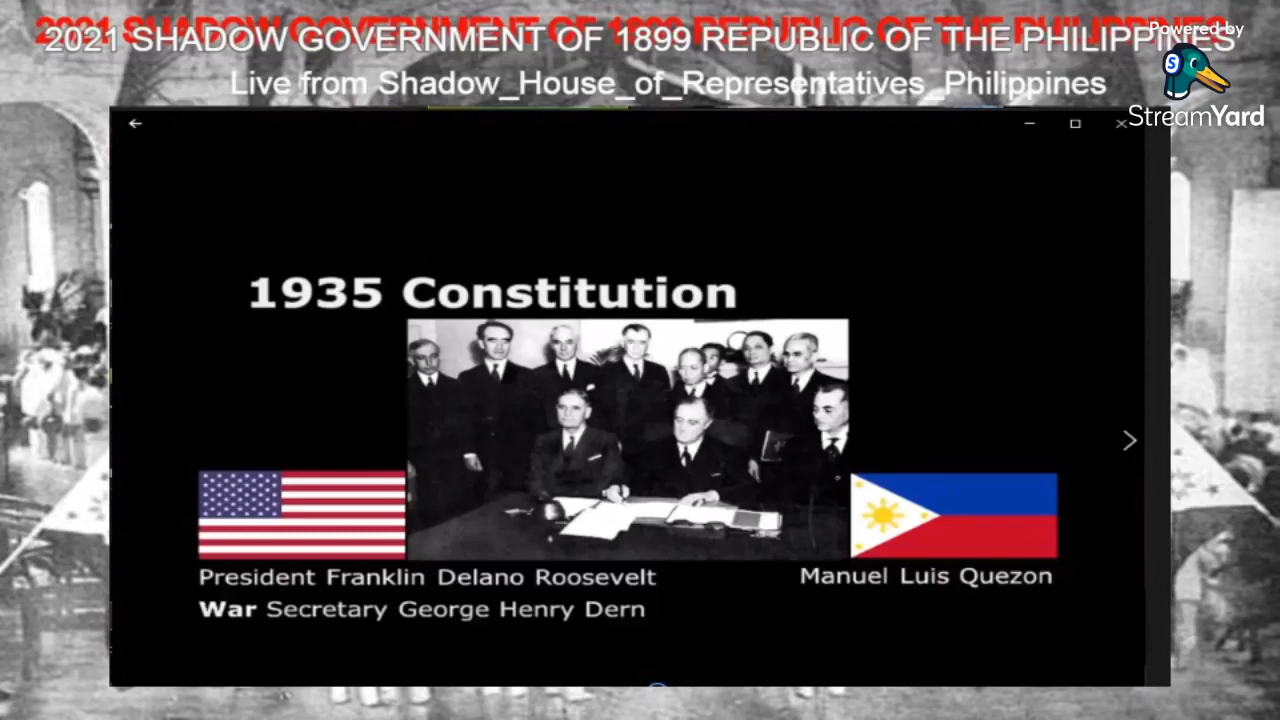 2021 SHADOW GOVERNMENT OF 1899 REPUBLIC OF THE PHILIPPINES
Live from Shadow_House_of_Representatives_Philippines
Powered by
S
StreamYard
1935 Constitution
President Franklin Delano Roosevelt
War Secretary George Henry Dern
Manuel Luis Quezon